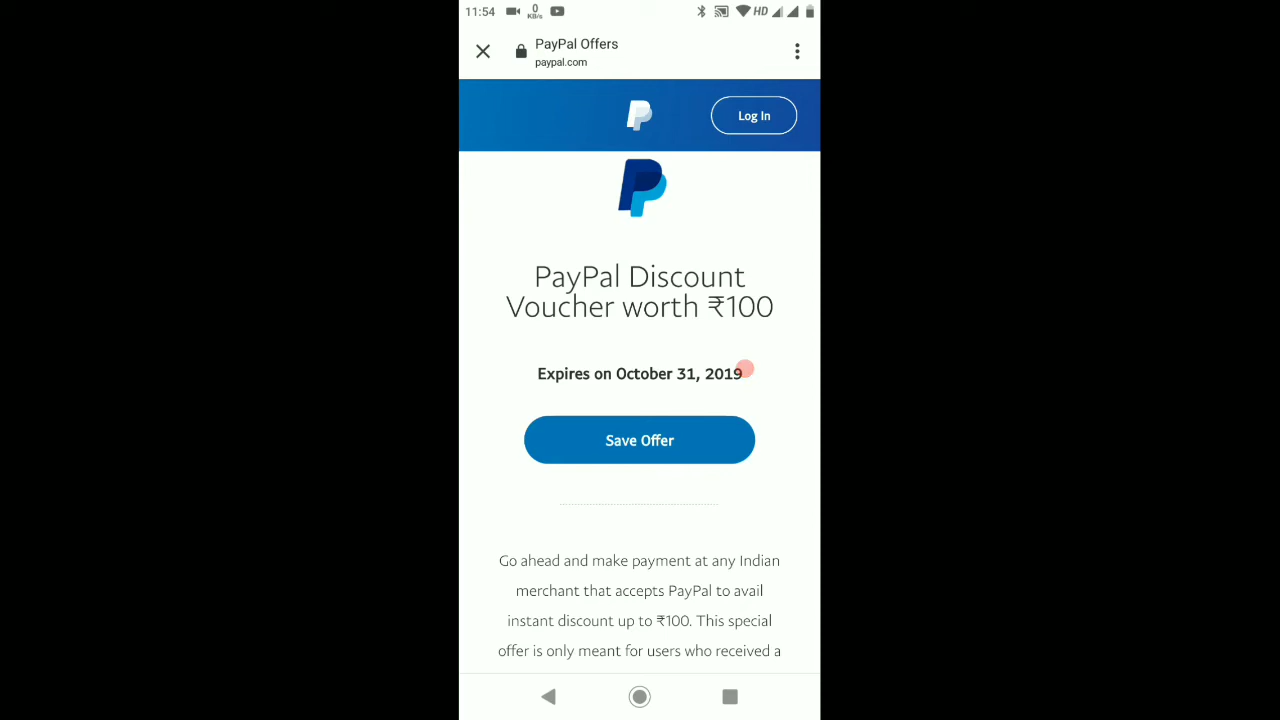 11:54 0 KB/s HD
PayPal Offers
paypal.com
Log In
PayPal Discount
Voucher worth ₹100
Expires on October 31, 2019
Save Offer
Go ahead and make payment at any Indian
merchant that accepts PayPal to avail
instant discount up to ₹100. This special
offer is only meant for users who received a